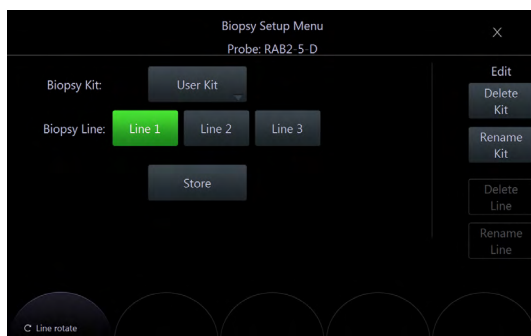 Biopsy Setup Menu
Probe: RAB2-5-D
X
Biopsy Kit:
User Kit
Biopsy Line:
Line 1
Line 2
Line 3
Store
Edit
Delete
Kit
Rename
Kit
Delete
Line
Rename
Line
Line rotate